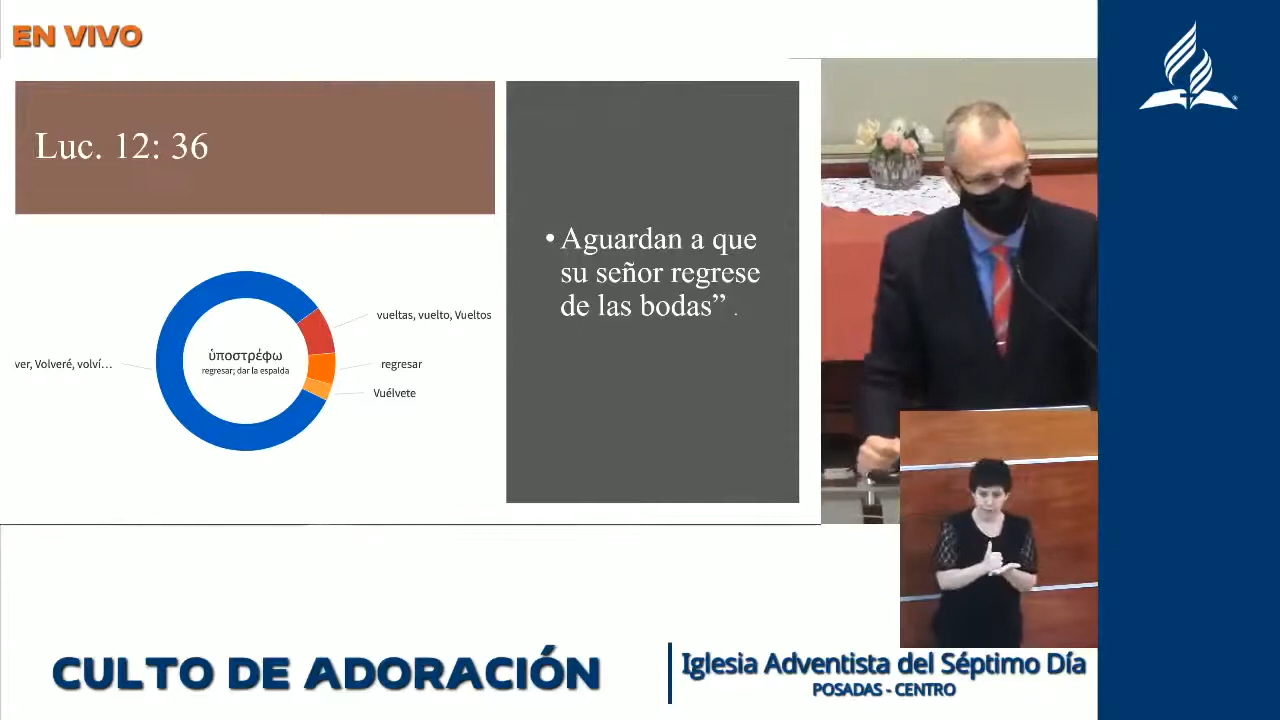 EN VIVO
Luc. 12: 36
• Aguardan a que
su señor regrese
de las bodas” .
vueltas, vuelto, Vueltos
ver, Volveré, volví…
ὑποστρέφω
regresar; dar la espalda
regresar
Vuélvete
CULTO DE ADORACIÓN
Iglesia Adventista del Séptimo Día
POSADAS - CENTRO